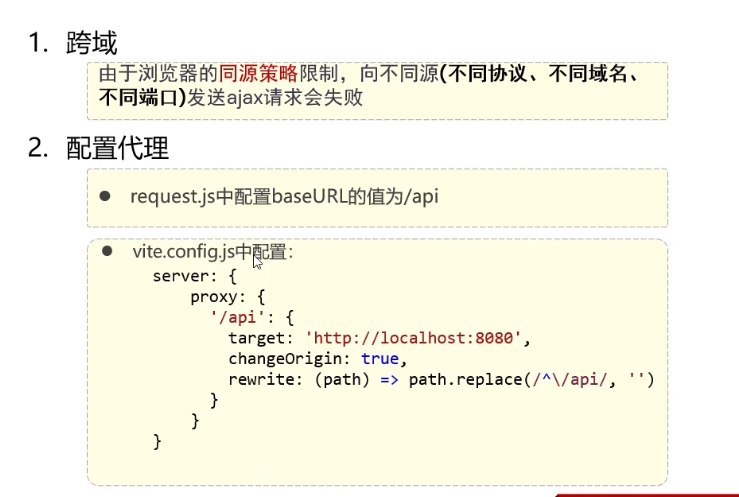 1. 跨域
由于浏览器的同源策略限制，向不同源(不同协议、不同域名、
不同端口)发送ajax请求会失败
2. 配置代理
● request.js中配置baseURL的值为/api
● vite.config.js中配置：
server: {
proxy: {
'/api': {
target: 'http://localhost:8080',
changeOrigin: true,
rewrite: (path) => path.replace(/^\/api/, '')
}
}
}